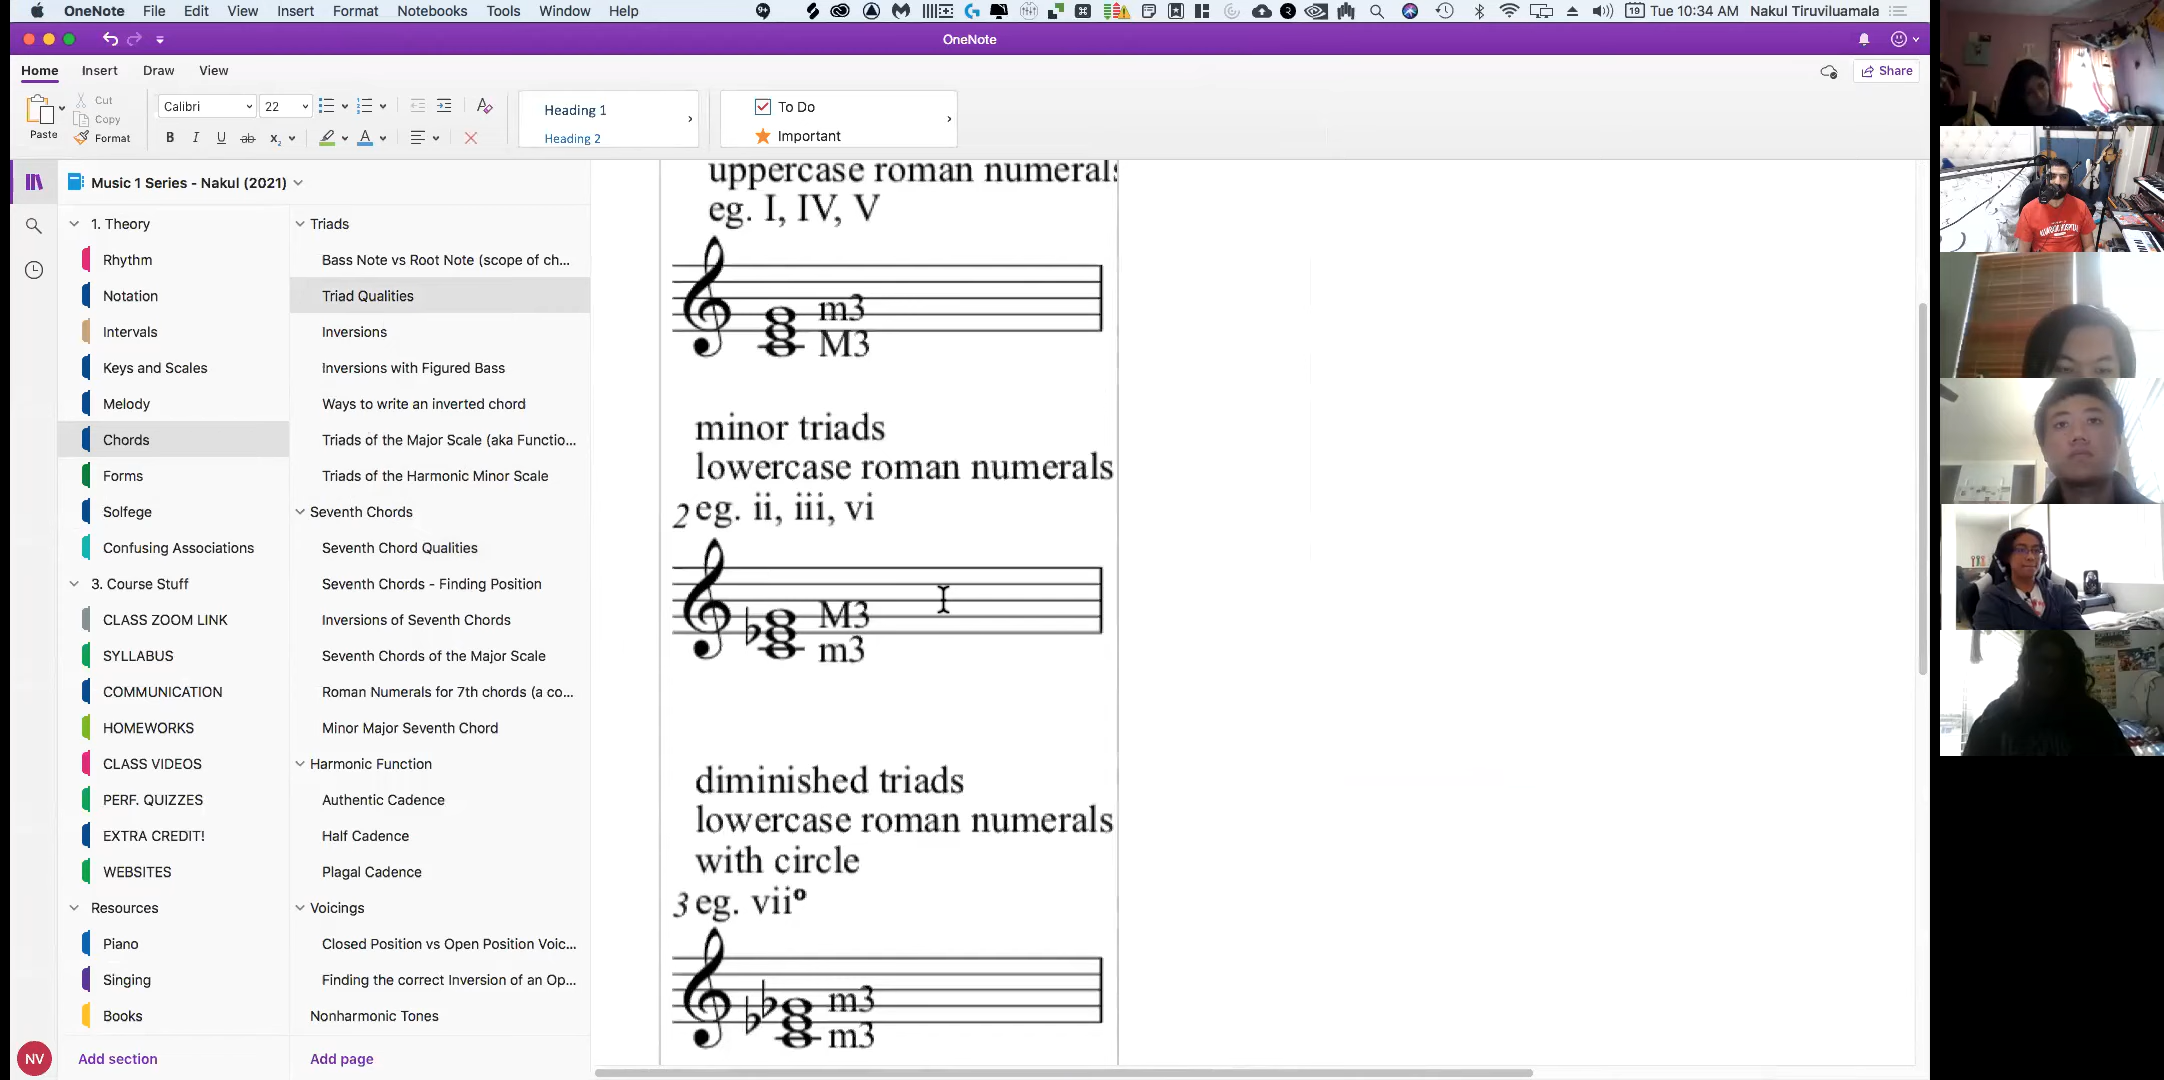 OneNote File Edit View Insert Format Notebooks Tools Window Help
19 Tue 10:34 AM Nakul Tiruviluamala
OneNote
Home Insert Draw View
Share
Paste
Cut
Copy
Format
Calibri 22
B I U ab x2 A
Heading 1
Heading 2
To Do
Important
Music 1 Series - Nakul (2021)
1. Theory
Rhythm
Notation
Intervals
Keys and Scales
Melody
Chords
Forms
Solfege
Confusing Associations
3. Course Stuff
CLASS ZOOM LINK
SYLLABUS
COMMUNICATION
HOMEWORKS
CLASS VIDEOS
PERF. QUIZZES
EXTRA CREDIT!
WEBSITES
Resources
Piano
Singing
Books
NV
Add section
Triads
Bass Note vs Root Note (scope of ch...
Triad Qualities
Inversions
Inversions with Figured Bass
Ways to write an inverted chord
Triads of the Major Scale (aka Functio...
Triads of the Harmonic Minor Scale
Seventh Chords
Seventh Chord Qualities
Seventh Chords - Finding Position
Inversions of Seventh Chords
Seventh Chords of the Major Scale
Roman Numerals for 7th chords (a co...
Minor Major Seventh Chord
Harmonic Function
Authentic Cadence
Half Cadence
Plagal Cadence
Voicings
Closed Position vs Open Position Voic...
Finding the correct Inversion of an Op...
Nonharmonic Tones
Add page
uppercase roman numerals
eg. I, IV, V
m3
M3
minor triads
lowercase roman numerals
2 eg. ii, iii, vi
M3
m3
diminished triads
lowercase roman numerals
with circle
3 eg. vii°
m3
m3